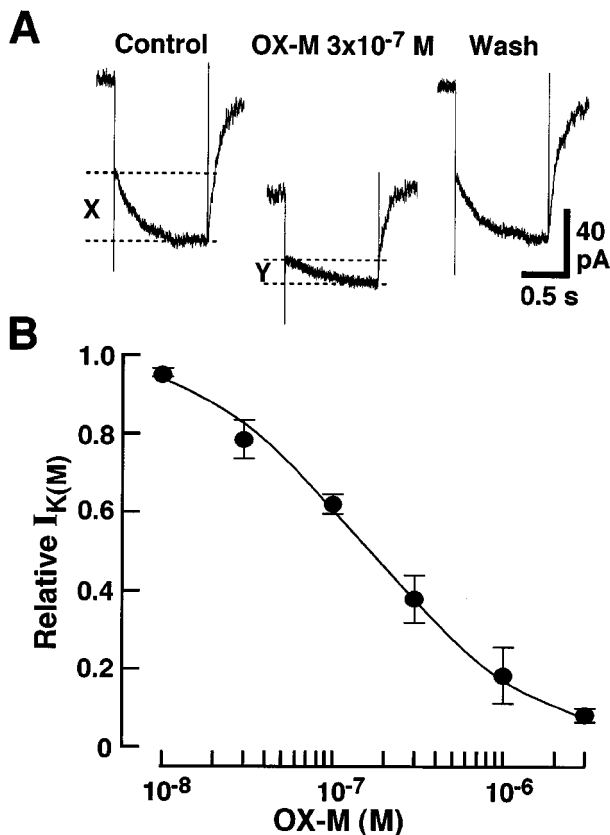 A
Control OX-M 3x10⁻⁷ M Wash
X
Y
40
pA
0.5 s
B
Relative I_K(M)
1.0
0.8
0.6
0.4
0.2
0
10⁻⁸ 10⁻⁷ 10⁻⁶
OX-M (M)